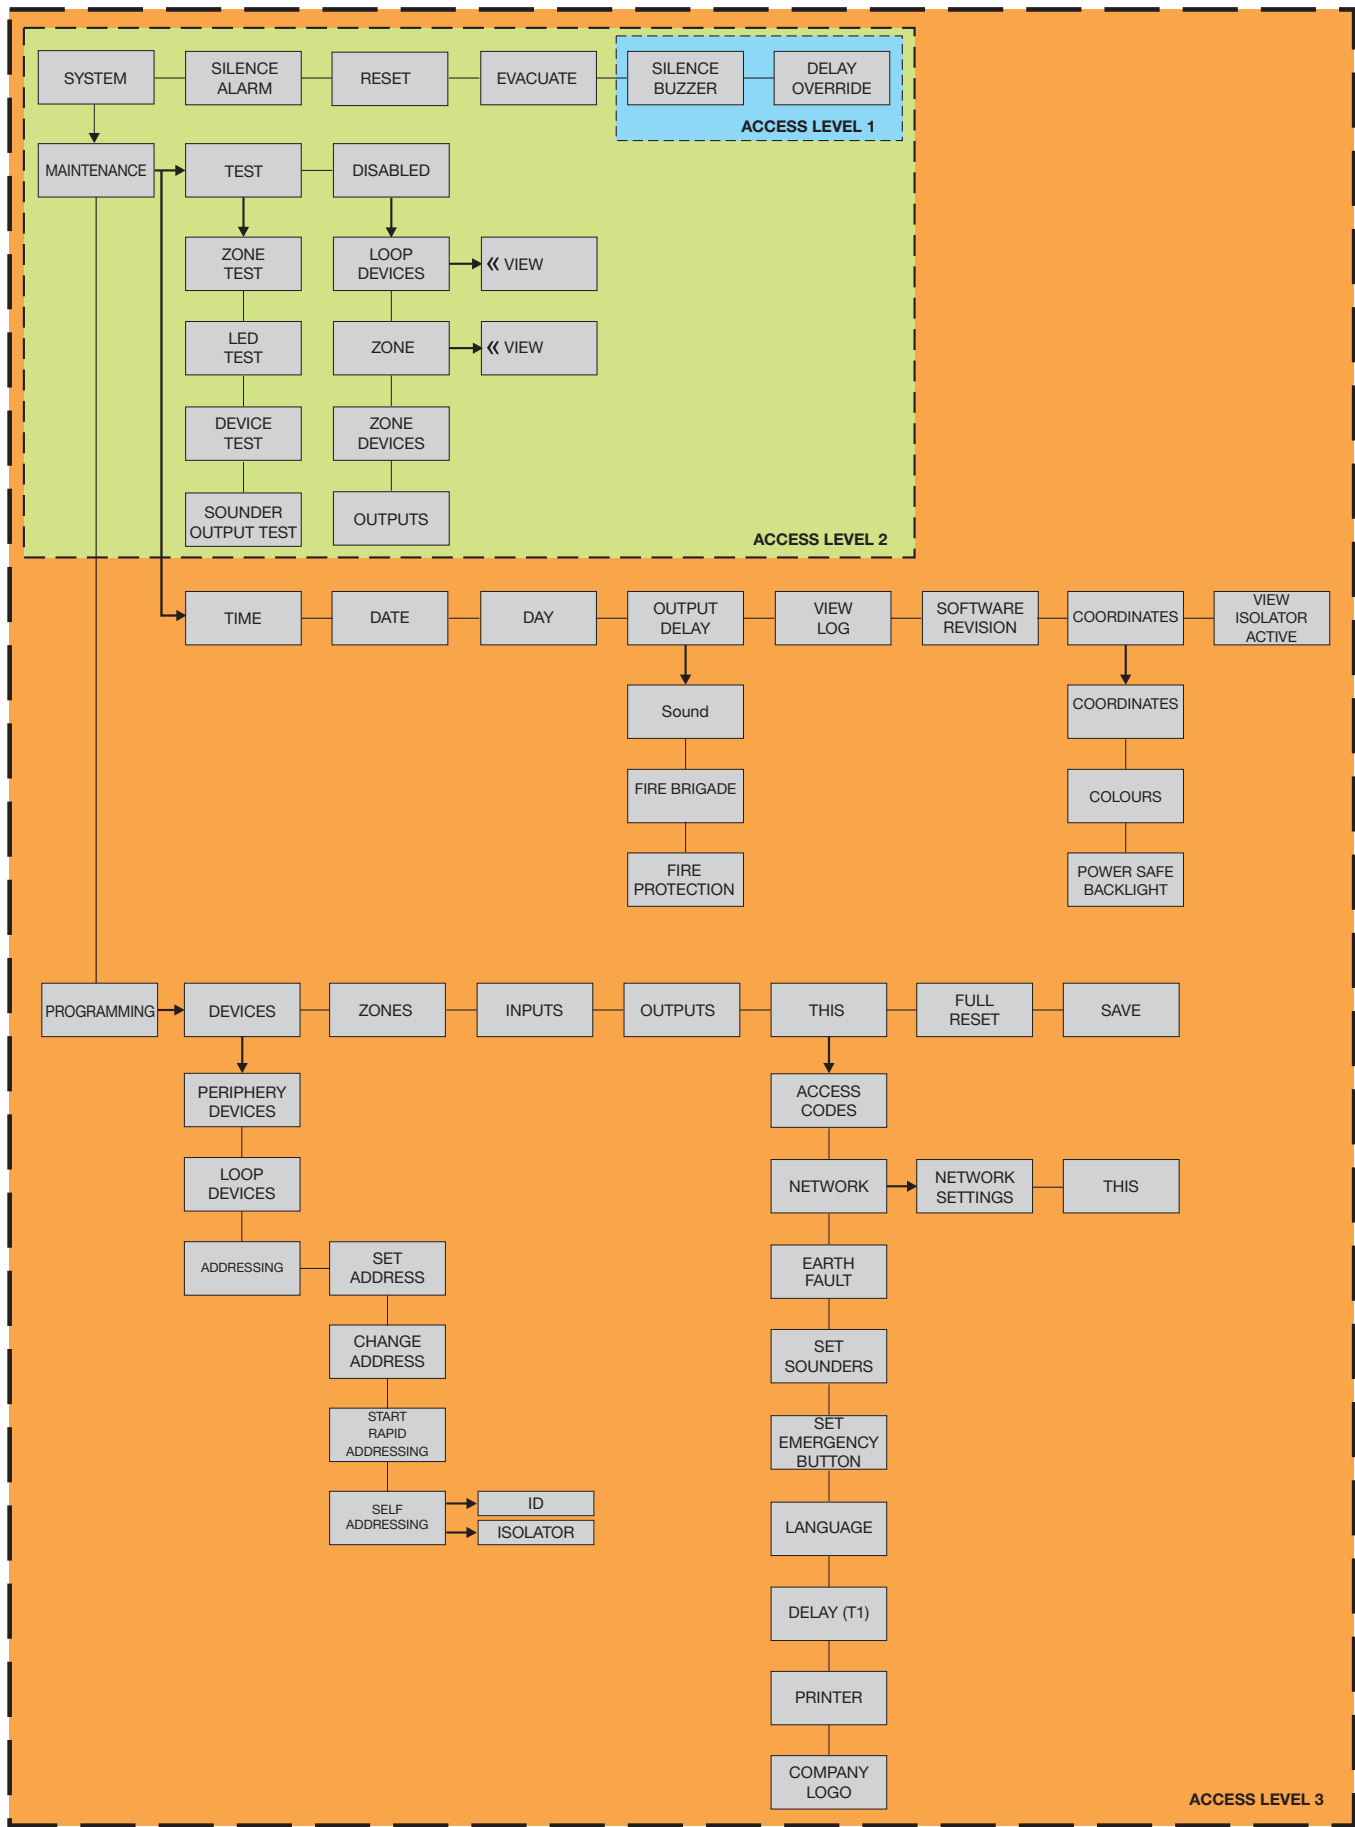 SYSTEM
SILENCE
ALARM
RESET
EVACUATE
SILENCE
BUZZER
DELAY
OVERRIDE
ACCESS LEVEL 1
MAINTENANCE
TEST
DISABLED
ZONE
TEST
LOOP
DEVICES
« VIEW
LED
TEST
ZONE
« VIEW
DEVICE
TEST
ZONE
DEVICES
SOUNDER
OUTPUT TEST
OUTPUTS
ACCESS LEVEL 2
TIME
DATE
DAY
OUTPUT
DELAY
VIEW
LOG
SOFTWARE
REVISION
COORDINATES
VIEW
ISOLATOR
ACTIVE
Sound
COORDINATES
FIRE BRIGADE
COLOURS
FIRE
PROTECTION
POWER SAFE
BACKLIGHT
PROGRAMMING
DEVICES
ZONES
INPUTS
OUTPUTS
THIS
FULL
RESET
SAVE
PERIPHERY
DEVICES
ACCESS
CODES
LOOP
DEVICES
NETWORK
NETWORK
SETTINGS
THIS
ADDRESSING
SET
ADDRESS
EARTH
FAULT
CHANGE
ADDRESS
SET
SOUNDERS
START
RAPID
ADDRESSING
SET
EMERGENCY
BUTTON
SELF
ADDRESSING
ID
ISOLATOR
LANGUAGE
DELAY (T1)
PRINTER
COMPANY
LOGO
ACCESS LEVEL 3